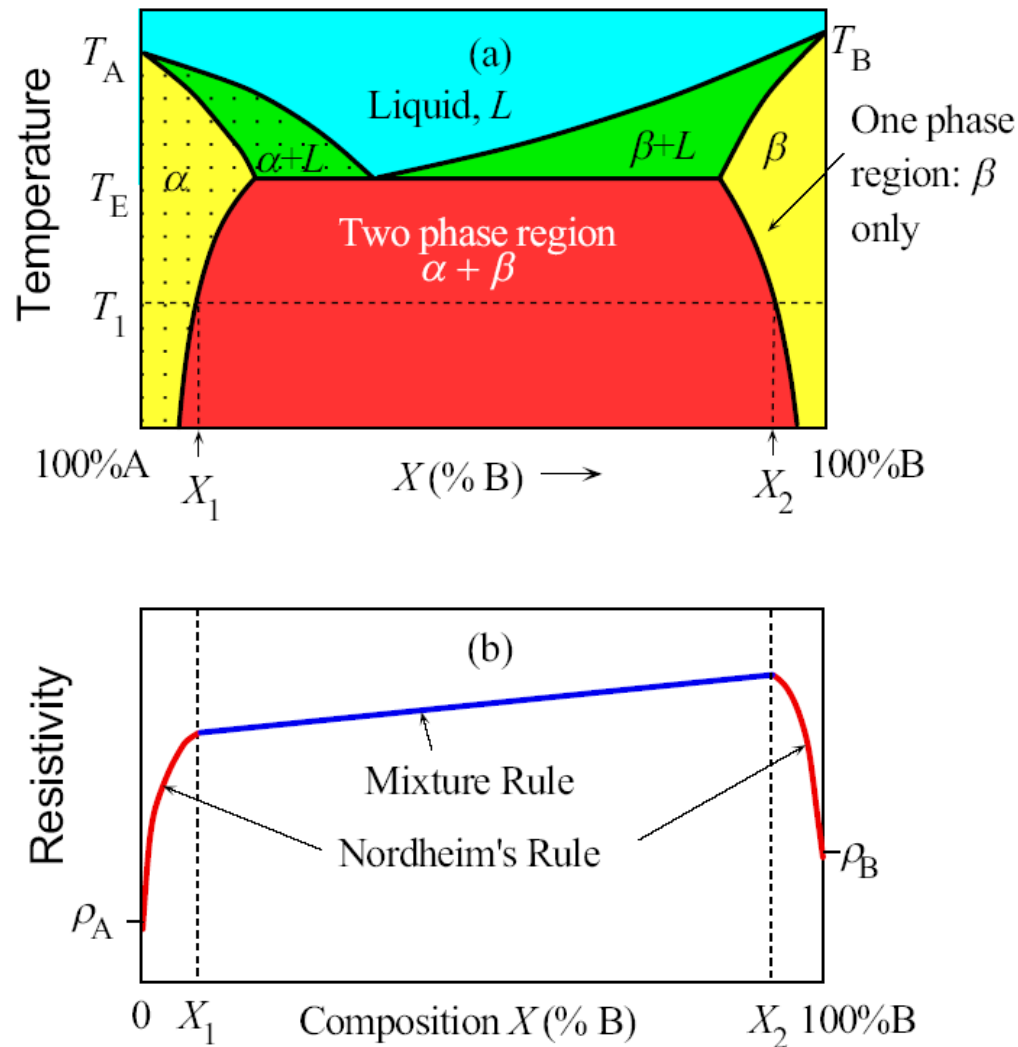 (a)
Liquid, L
T_A
T_B
Temperature
α
α+L
β+L
β
One phase
region: β
only
T_E
Two phase region
α + β
T_1
100%A
X_1
X (% B)
X_2
100%B
(b)
Resistivity
Mixture Rule
Nordheim's Rule
ρ_B
ρ_A
0
X_1
Composition X (% B)
X_2
100%B